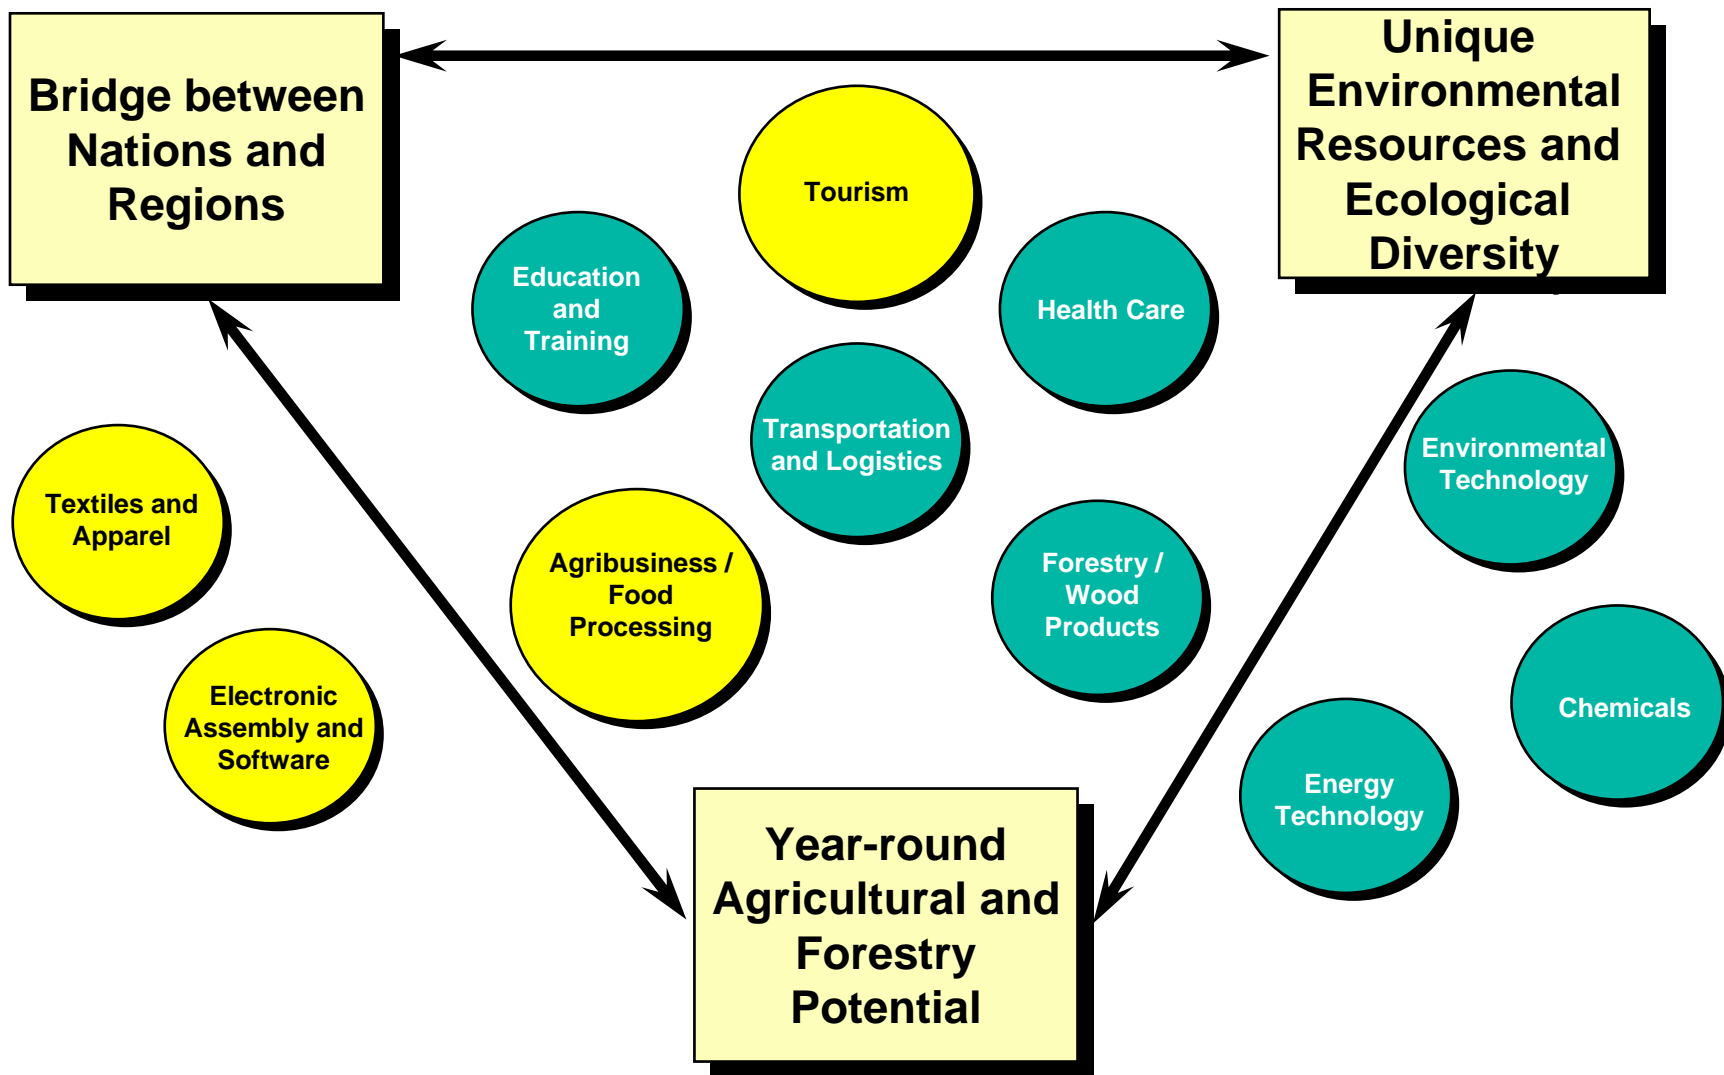 Bridge between
Nations and
Regions
Unique
Environmental
Resources and
Ecological
Diversity
Tourism
Education
and
Training
Health Care
Transportation
and Logistics
Environmental
Technology
Textiles and
Apparel
Agribusiness /
Food
Processing
Forestry /
Wood
Products
Electronic
Assembly and
Software
Chemicals
Energy
Technology
Year-round
Agricultural and
Forestry
Potential